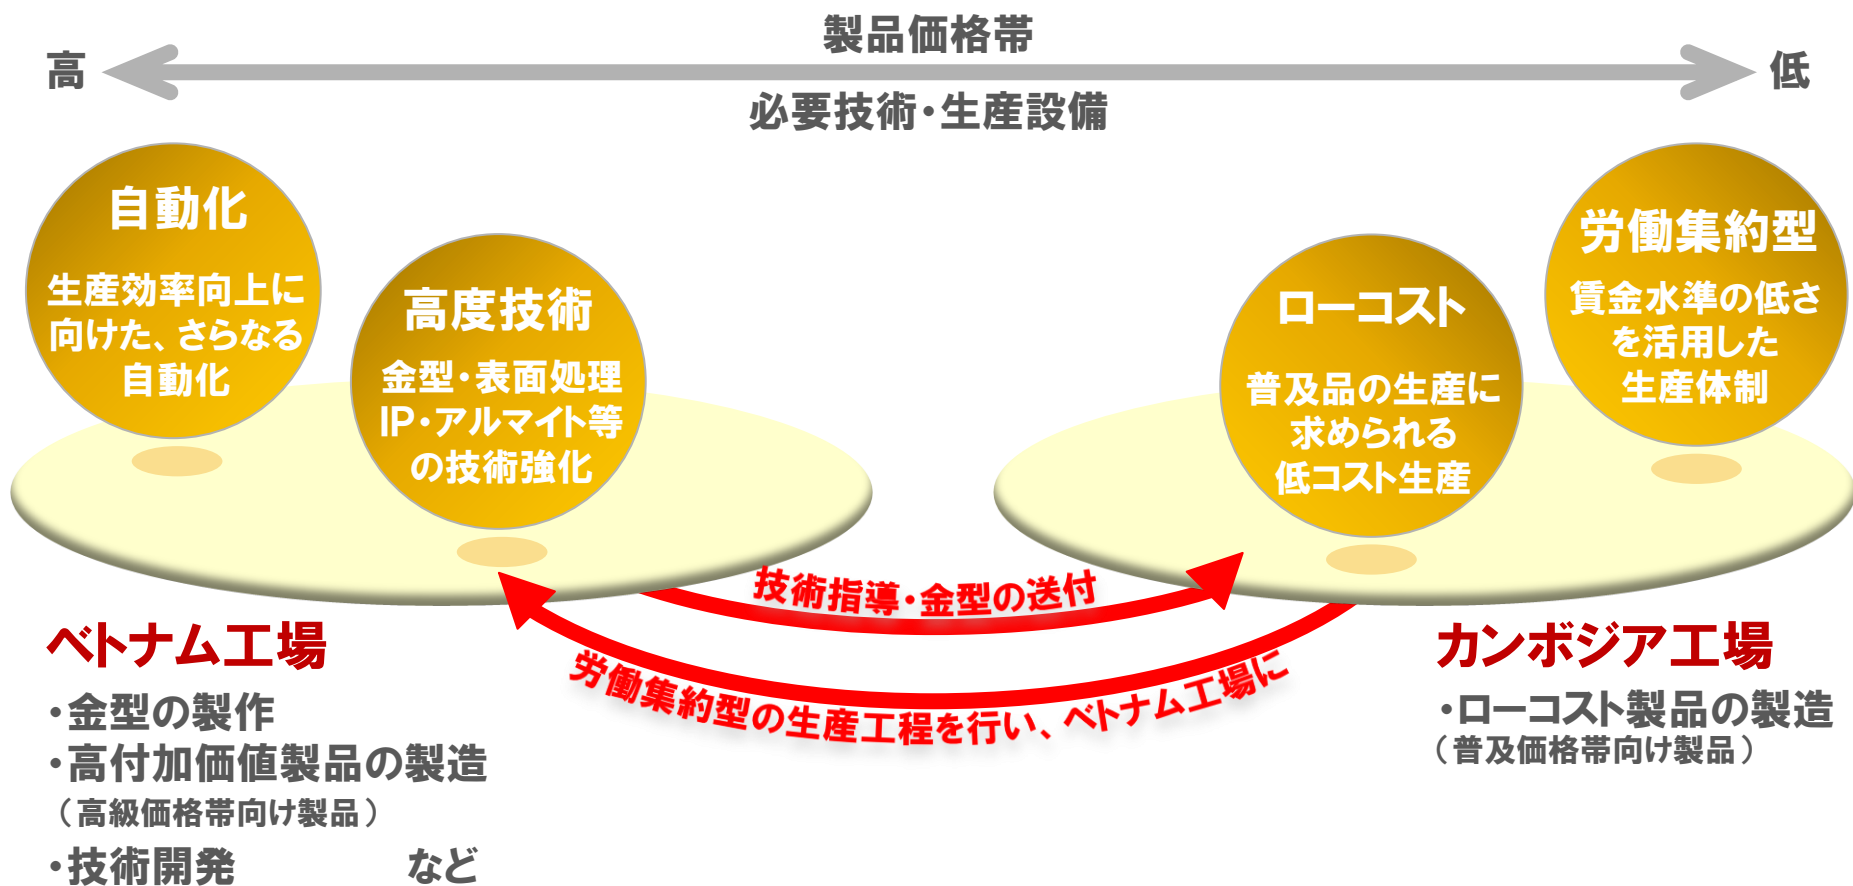 製品価格帯
高
低
必要技術・生産設備
自動化
生産効率向上に
向けた、さらなる
自動化
高度技術
金型・表面処理
IP・アルマイト等
の技術強化
ローコスト
普及品の生産に
求められる
低コスト生産
労働集約型
賃金水準の低さ
を活用した
生産体制
技術指導・金型の送付
労働集約型の生産工程を行い、ベトナム工場に
ベトナム工場
・金型の製作
・高付加価値製品の製造
（高級価格帯向け製品）
・技術開発 など
カンボジア工場
・ローコスト製品の製造
（普及価格帯向け製品）